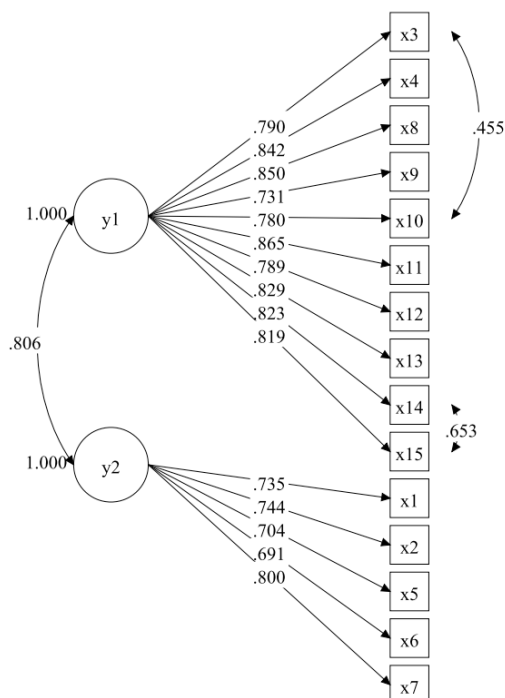 x3
x4
.790
x8
.455
.842
.850
x9
.731
1.000
y1
.780
x10
.865
x11
.789
x12
.829
.823
.819
x13
.806
x14
.653
x15
1.000
y2
.735
x1
.744
.704
x2
.691
.800
x5
x6
x7